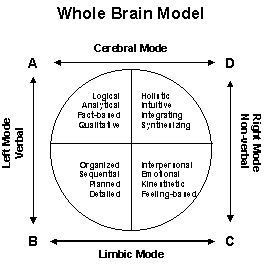 Whole Brain Model
A
Cerebral Mode
D
Left Mode
Verbal
Logical
Analytical
Fact-based
Qualitative
Holistic
Intuitive
Integrating
Synthesizing
Right Mode
Non-verbal
Organized
Sequential
Planned
Detailed
Interpersonal
Emotional
Kinesthetic
Feeling-based
B
Limbic Mode
C